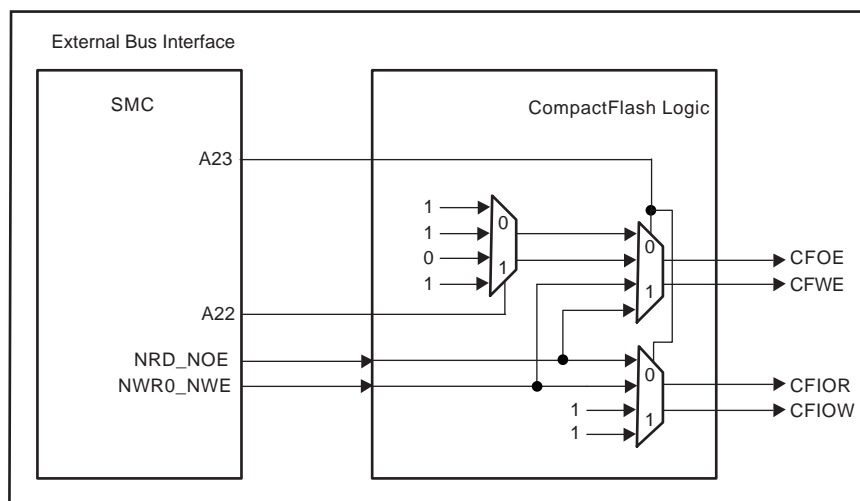 External Bus Interface
SMC
CompactFlash Logic
A23
1
1
0
1
0
1
0
1
CFOE
CFWE
A22
NRD_NOE
NWR0_NWE
0
1
1
1
CFIOR
CFIOW